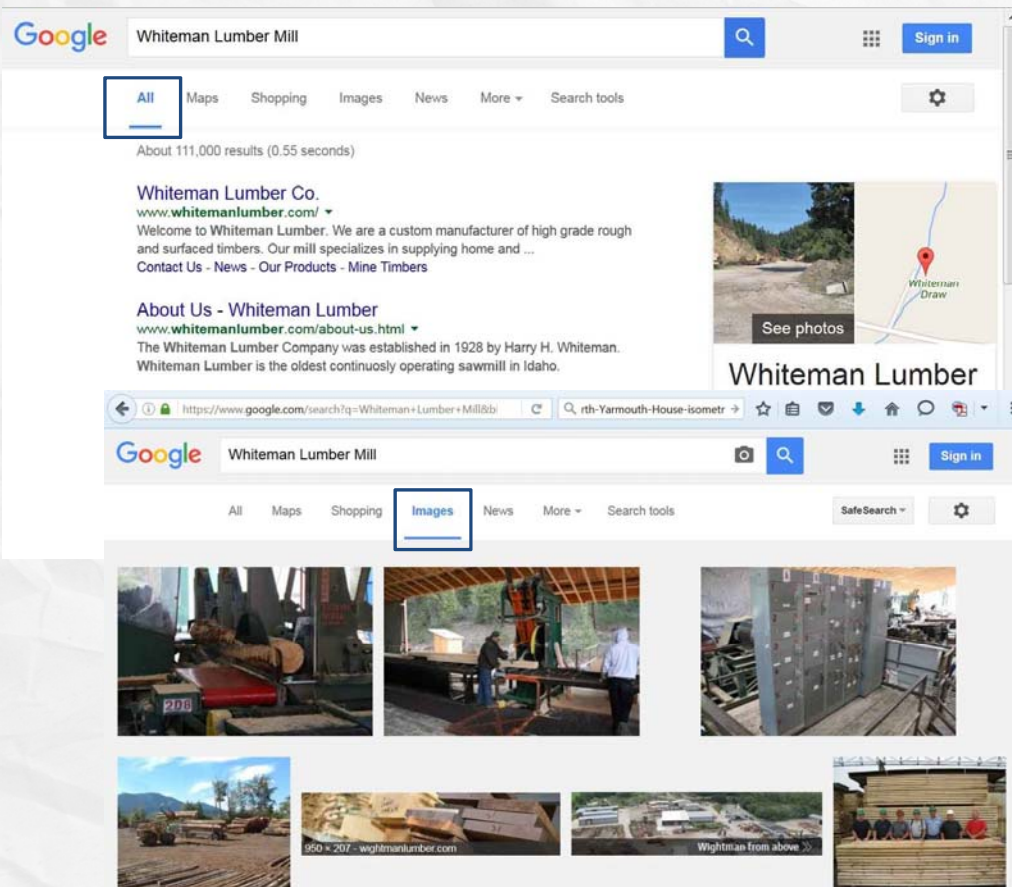 Google
Whiteman Lumber Mill
Sign in
All Maps Shopping Images News More Search tools
About 111,000 results (0.55 seconds)
Whiteman Lumber Co.
www.whitemanlumber.com/
Welcome to Whiteman Lumber. We are a custom manufacturer of high grade rough
and surfaced timbers. Our mill specializes in supplying home and ...
Contact Us - News - Our Products - Mine Timbers
About Us - Whiteman Lumber
www.whitemanlumber.com/about-us.html
The Whiteman Lumber Company was established in 1928 by Harry H. Whiteman.
Whiteman Lumber is the oldest continuosly operating sawmill in Idaho.
Whiteman
Draw
See photos
Whiteman Lumber
https://www.google.com/search?q=Whiteman+Lumber+Mill&tb rth-Yarmouth-House-isometr
Google
Whiteman Lumber Mill
Sign in
All Maps Shopping Images News More Search tools
SafeSearch
208
950 × 207 - wightmanlumber.com
Wightman from above